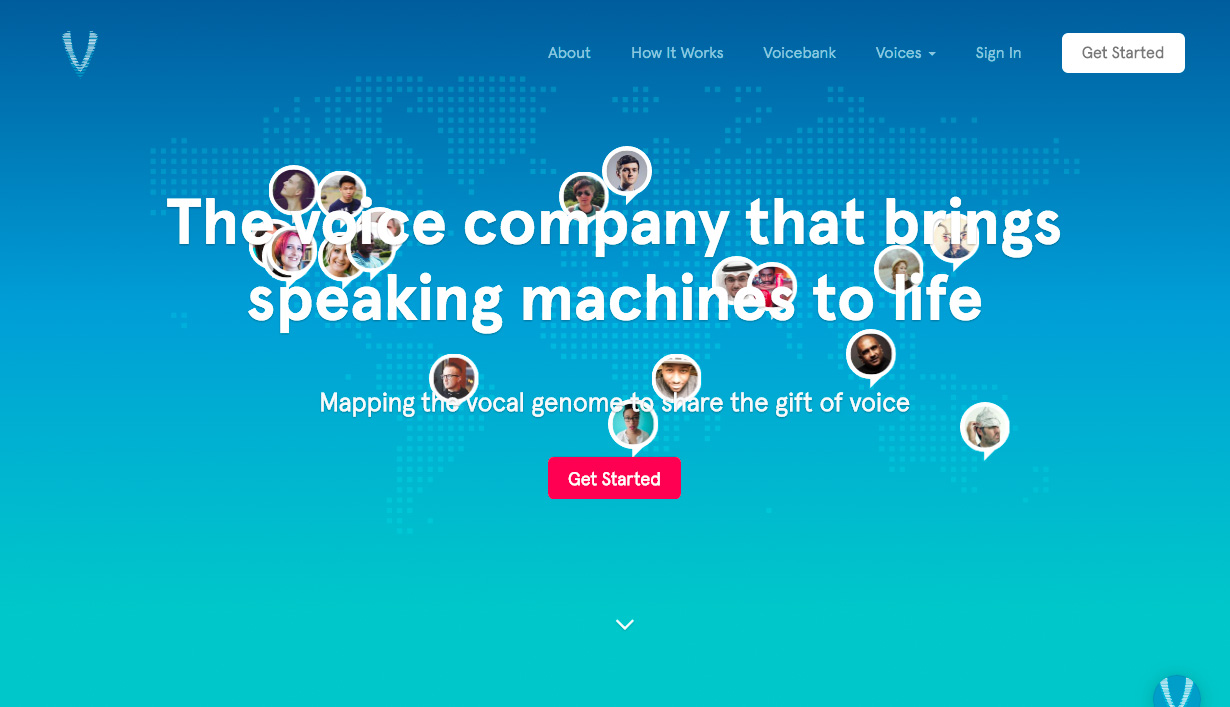 About
How It Works
Voicebank
Voices
Sign In
Get Started
The voice company that brings
speaking machines to life
Mapping the vocal genome to share the gift of voice
Get Started